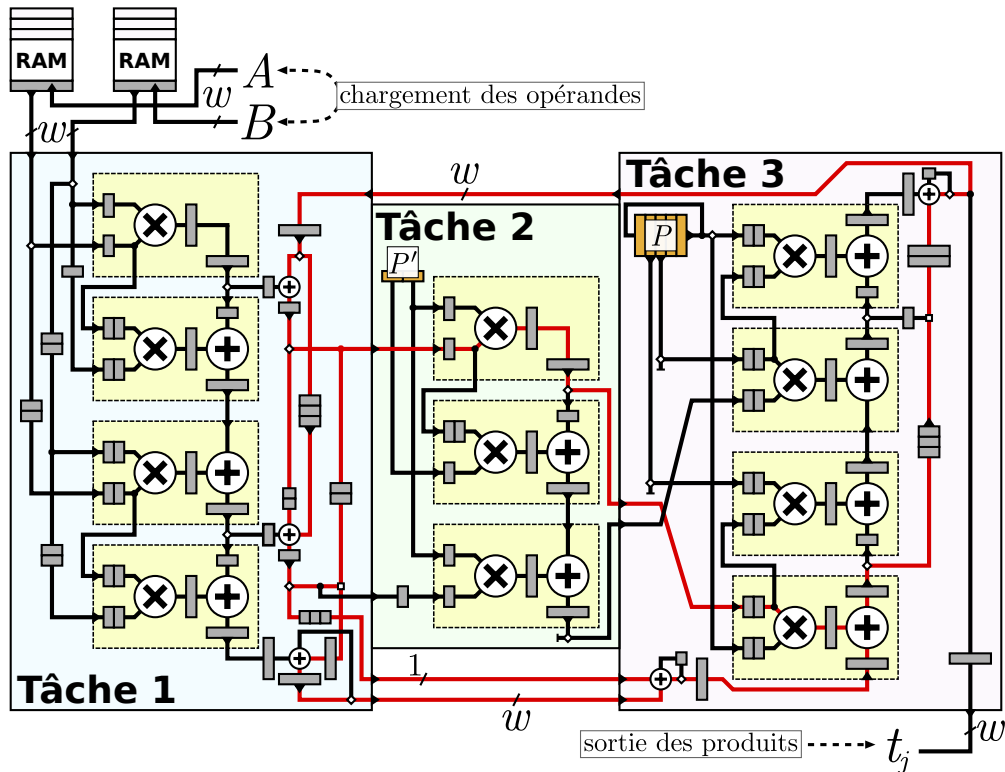 RAM
RAM
A
w
chargement des opérandes
w
B
w
Tâche 3
Tâche 2
P
P'
Tâche 1
1
w
w
sortie des produits
t_j